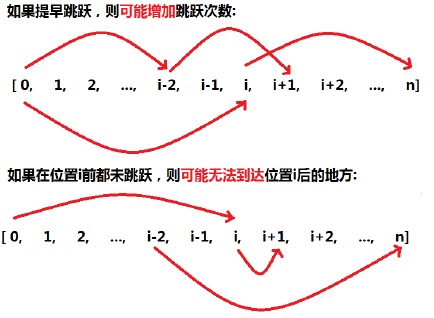 如果提早跳跃，则可能增加跳跃次数:
[ 0, 1, 2, ..., i-2, i-1, i, i+1, i+2, ..., n]
如果在位置i前都未跳跃，则可能无法到达位置i后的地方:
[ 0, 1, 2, ..., i-2, i-1, i, i+1, i+2, ..., n]